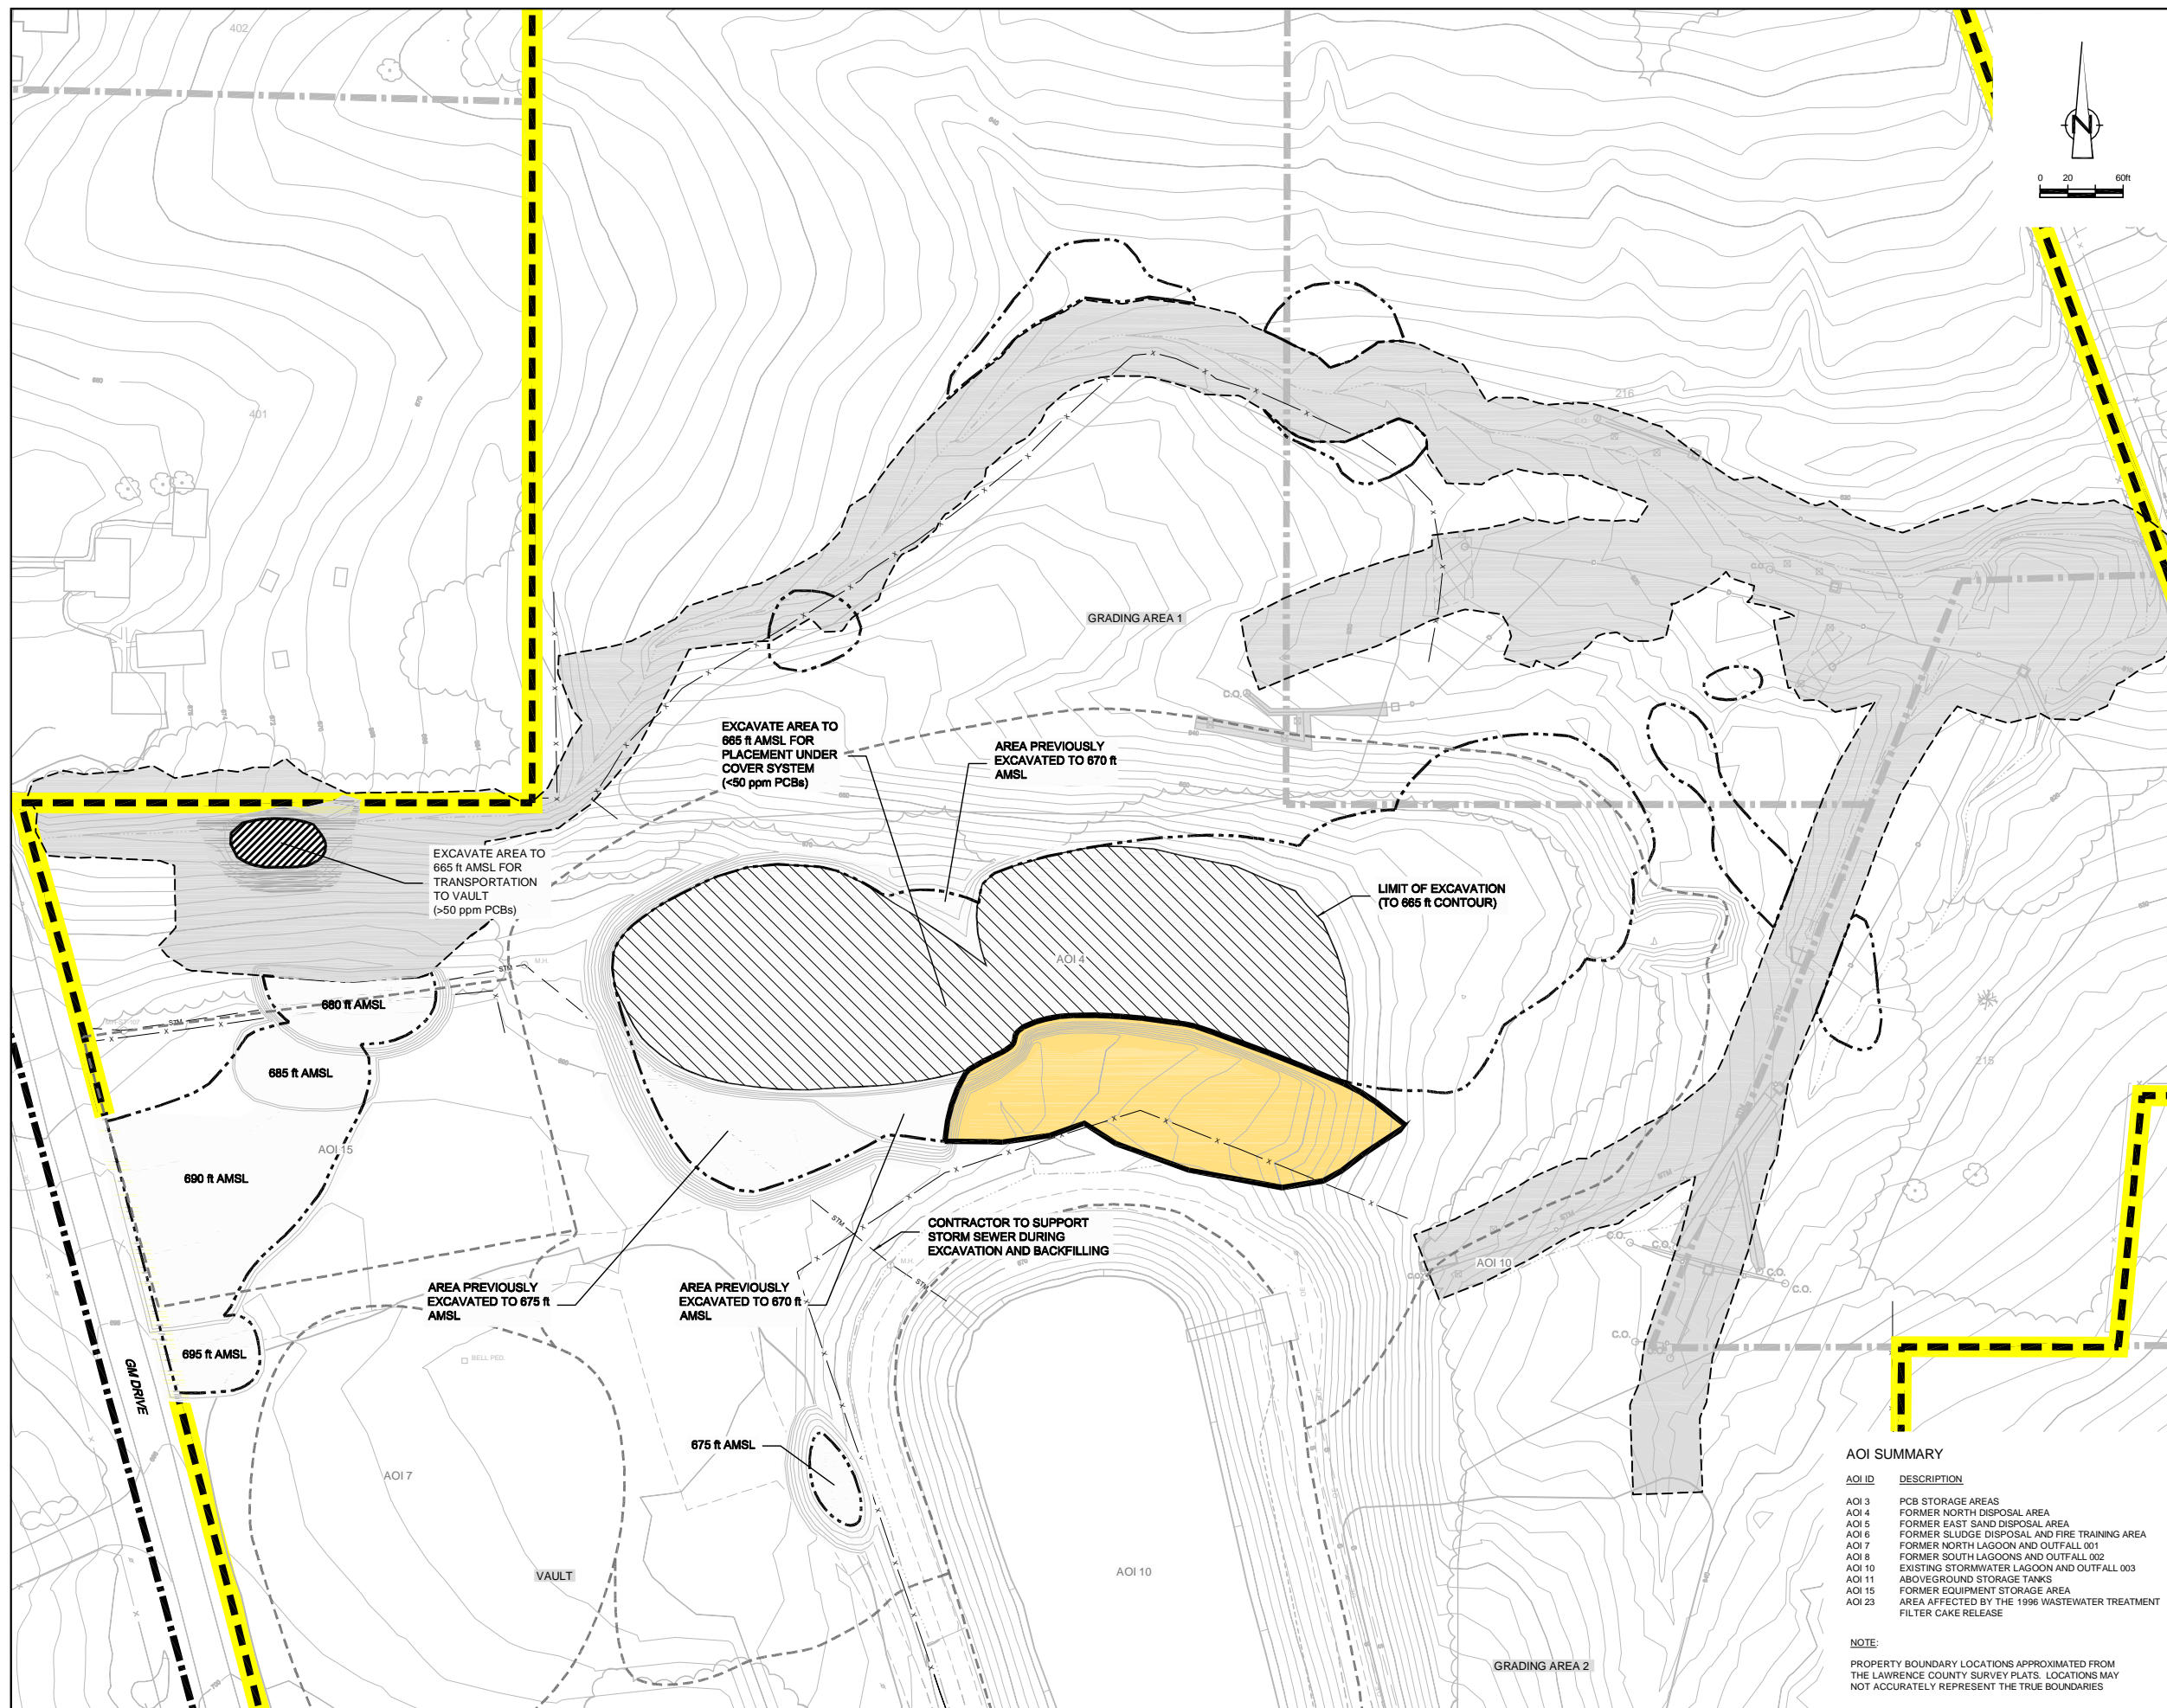 402
640
0 20 60ft
401
216
C.O.
GRADING AREA 1
C.O.
C.O.
EXCAVATE AREA TO
665 ft AMSL FOR
PLACEMENT UNDER
COVER SYSTEM
(<50 ppm PCBs)
AREA PREVIOUSLY
EXCAVATED TO 670 ft
AMSL
EXCAVATE AREA TO
665 ft AMSL FOR
TRANSPORTATION
TO VAULT
(>50 ppm PCBs)
LIMIT OF EXCAVATION
(TO 665 ft CONTOUR)
AOI 4
M.H.
STM
680 ft AMSL
STM
685 ft AMSL
215
AOI 15
690 ft AMSL
STM
CONTRACTOR TO SUPPORT
STORM SEWER DURING
EXCAVATION AND BACKFILLING
M.H.
STM
670
C.O.
C.O.
AOI 10
C.O.
C.O.
C.O.
AREA PREVIOUSLY
EXCAVATED TO 675 ft
AMSL
AREA PREVIOUSLY
EXCAVATED TO 670 ft
AMSL
695 ft AMSL
C.O.
BELL PED.
GM DRIVE
675 ft AMSL
AOI 7
VAULT
AOI 10
GRADING AREA 2
700
AOI SUMMARY
AOI ID DESCRIPTION
AOI 3 PCB STORAGE AREAS
AOI 4 FORMER NORTH DISPOSAL AREA
AOI 5 FORMER EAST SAND DISPOSAL AREA
AOI 6 FORMER SLUDGE DISPOSAL AND FIRE TRAINING AREA
AOI 7 FORMER NORTH LAGOON AND OUTFALL 001
AOI 8 FORMER SOUTH LAGOONS AND OUTFALL 002
AOI 10 EXISTING STORMWATER LAGOON AND OUTFALL 003
AOI 11 ABOVEGROUND STORAGE TANKS
AOI 15 FORMER EQUIPMENT STORAGE AREA
AOI 23 AREA AFFECTED BY THE 1996 WASTEWATER TREATMENT
FILTER CAKE RELEASE
NOTE:
PROPERTY BOUNDARY LOCATIONS APPROXIMATED FROM
THE LAWRENCE COUNTY SURVEY PLATS. LOCATIONS MAY
NOT ACCURATELY REPRESENT THE TRUE BOUNDARIES